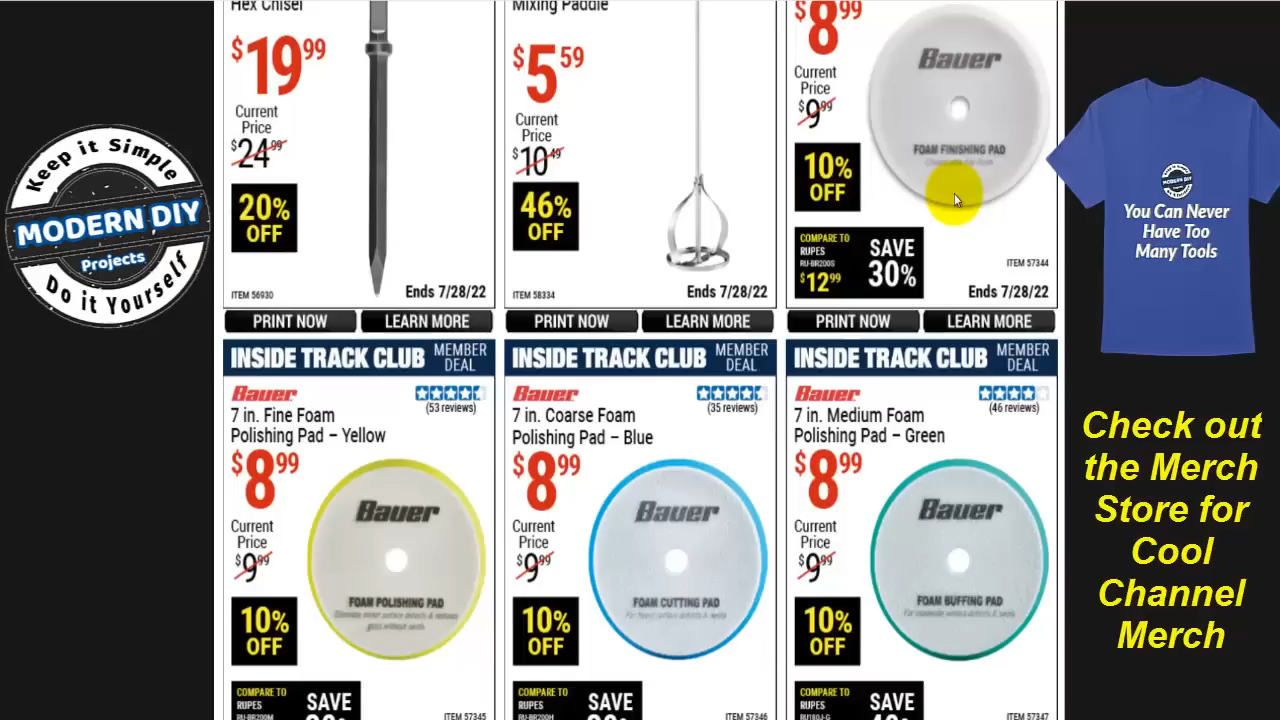 Keep it Simple
MODERN DIY
Projects
Do it Yourself
Hex Chisel
$19.99
Current
Price
$24.99
20%
OFF
ITEM 56930
Ends 7/28/22
PRINT NOW
LEARN MORE
Mixing Paddle
$5.59
Current
Price
$10.49
46%
OFF
ITEM 58334
Ends 7/28/22
PRINT NOW
LEARN MORE
$8.99
Current
Price
$9.99
10%
OFF
Bauer
FOAM FINISHING PAD
COMPARE TO
RUPES
RU-BR200S
$12.99
SAVE
30%
ITEM 57344
Ends 7/28/22
PRINT NOW
LEARN MORE
INSIDE TRACK CLUB MEMBER DEAL
Bauer
(53 reviews)
7 in. Fine Foam
Polishing Pad – Yellow
$8.99
Current
Price
$9.99
10%
OFF
Bauer
FOAM POLISHING PAD
COMPARE TO
RUPES
RU-BR200M
SAVE
ITEM 57345
INSIDE TRACK CLUB MEMBER DEAL
Bauer
(35 reviews)
7 in. Coarse Foam
Polishing Pad – Blue
$8.99
Current
Price
$9.99
10%
OFF
Bauer
FOAM CUTTING PAD
COMPARE TO
RUPES
RU-BR200H
SAVE
ITEM 57346
INSIDE TRACK CLUB MEMBER DEAL
Bauer
(46 reviews)
7 in. Medium Foam
Polishing Pad – Green
$8.99
Current
Price
$9.99
10%
OFF
Bauer
FOAM BUFFING PAD
COMPARE TO
RUPES
RU180J-G
SAVE
ITEM 57347
MODERN DIY
You Can Never
Have Too
Many Tools
Check out
the Merch
Store for
Cool
Channel
Merch